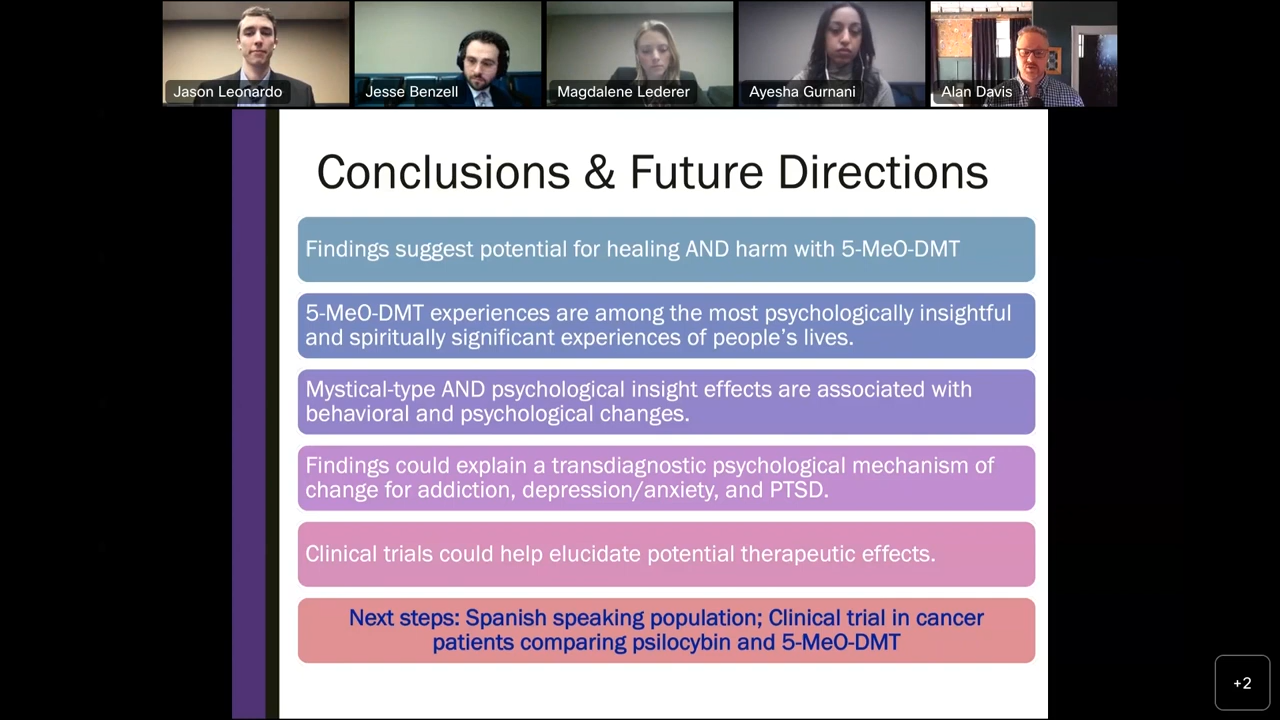 Jason Leonardo
Jesse Benzell
Magdalene Lederer
Ayesha Gurnani
Alan Davis
Conclusions & Future Directions
Findings suggest potential for healing AND harm with 5-MeO-DMT
5-MeO-DMT experiences are among the most psychologically insightful
and spiritually significant experiences of people's lives.
Mystical-type AND psychological insight effects are associated with
behavioral and psychological changes.
Findings could explain a transdiagnostic psychological mechanism of
change for addiction, depression/anxiety, and PTSD.
Clinical trials could help elucidate potential therapeutic effects.
Next steps: Spanish speaking population; Clinical trial in cancer
patients comparing psilocybin and 5-MeO-DMT
+2